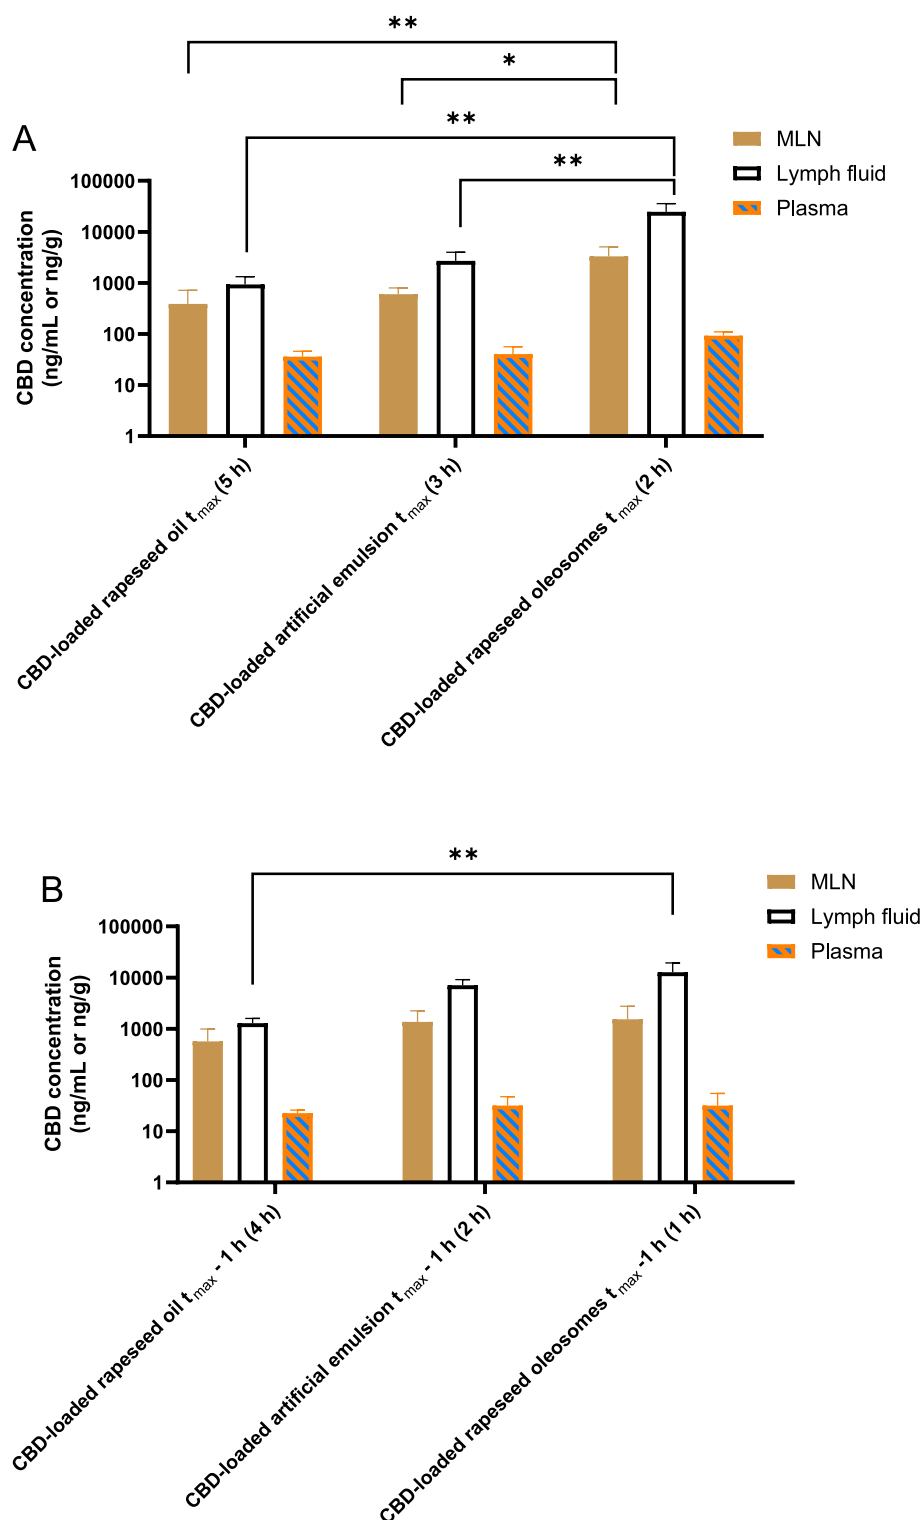 **
*
A
**
**
MLN
Lymph fluid
Plasma
CBD concentration
(ng/mL or ng/g)
100000
10000
1000
100
10
1
CBD-loaded rapeseed oil tmax (5 h)
CBD-loaded artificial emulsion tmax (3 h)
CBD-loaded rapeseed oleosomes tmax (2 h)
B
**
MLN
Lymph fluid
Plasma
CBD concentration
(ng/mL or ng/g)
100000
10000
1000
100
10
1
CBD-loaded rapeseed oil tmax - 1 h (4 h)
CBD-loaded artificial emulsion tmax - 1 h (2 h)
CBD-loaded rapeseed oleosomes tmax -1 h (1 h)